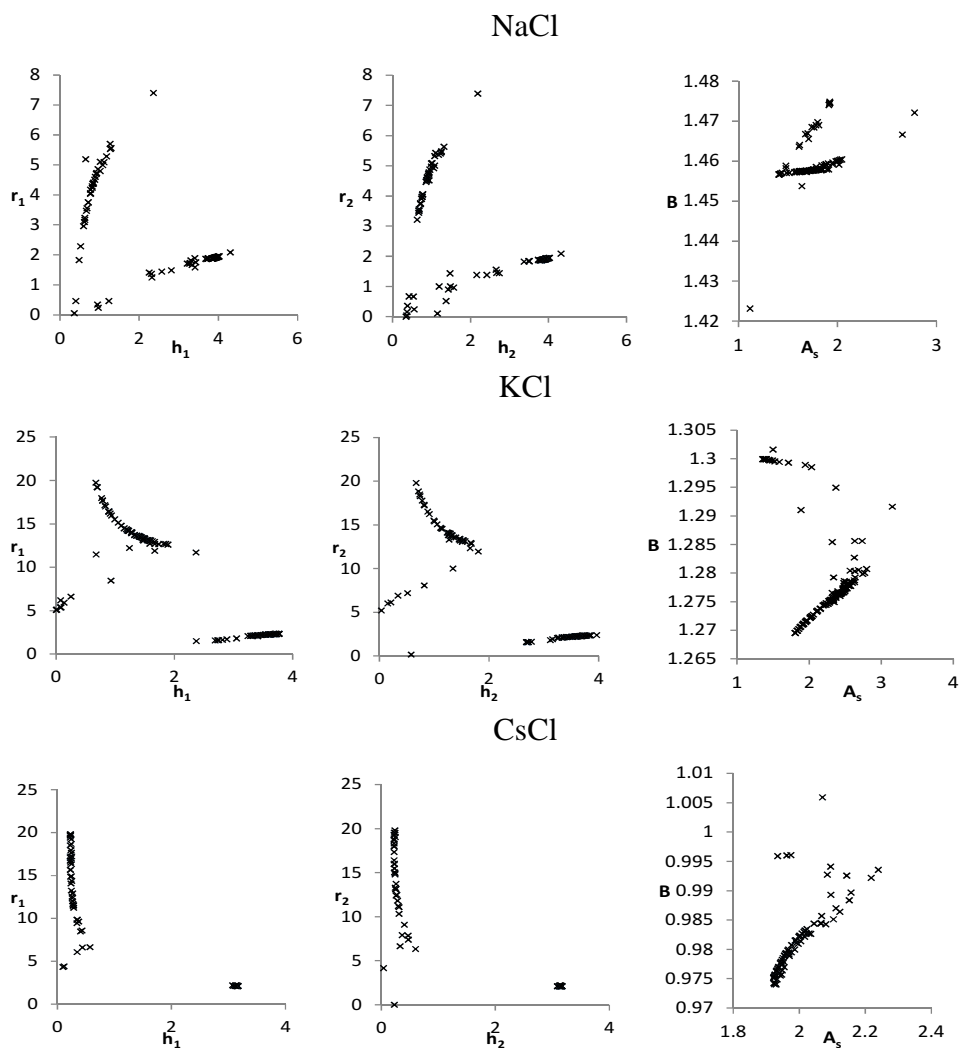 NaCl
8
7
6
5
r1 4
3
2
1
0
0 2 4 6
h1
8
7
6
5
r2 4
3
2
1
0
0 2 4 6
h2
1.48
1.47
1.46
B 1.45
1.44
1.43
1.42
1 2 3
As
KCl
25
20
15
r1
10
5
0
0 2 4
h1
25
20
15
r2
10
5
0
0 2 4
h2
1.305
1.3
1.295
1.29
B 1.285
1.28
1.275
1.27
1.265
1 2 3 4
As
CsCl
25
20
15
r1
10
5
0
0 2 4
h1
25
20
15
r2
10
5
0
0 2 4
h2
1.01
1.005
1
0.995
B 0.99
0.985
0.98
0.975
0.97
1.8 2 2.2 2.4
As